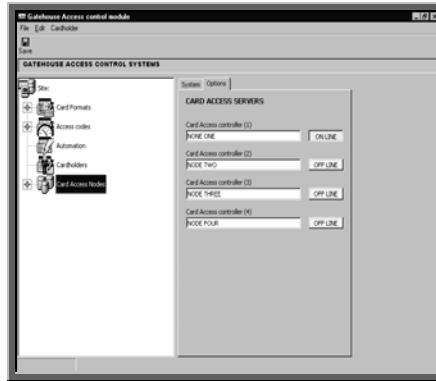 Gatehouse Access control module
File Edit Cardholder
Save
GATEHOUSE ACCESS CONTROL SYSTEMS
Site:
Card Formats
Access codes
Automation
Cardholders
Card Access Nodes
System Options
CARD ACCESS SERVERS
Card Access controller (1)
NONE ONE ON LINE
Card Access controller (2)
NODE TWO OFF LINE
Card Access controller (3)
NODE THREE OFF LINE
Card Access controller (4)
NODE FOUR OFF LINE